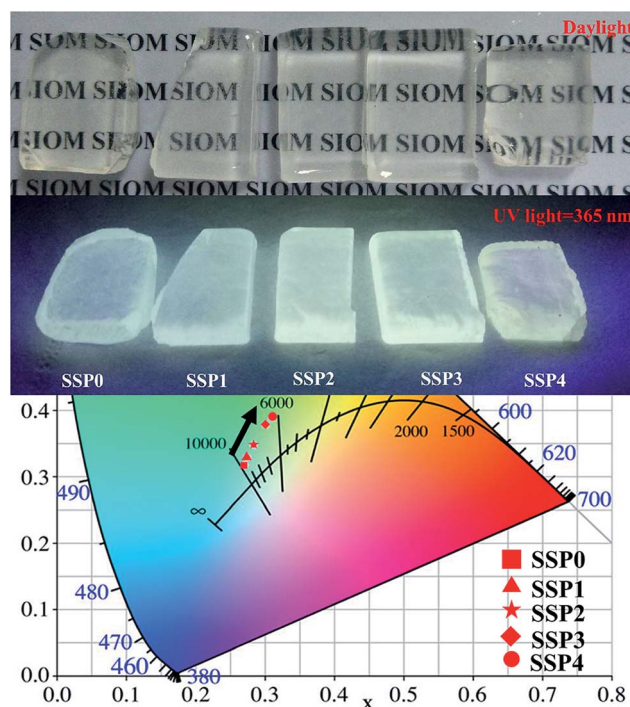 M SIOM SIOM SIOM SIOM SIOM
Daylight
SIOM SIOM SIOM SIOM SIOM
M SIOM SIOM SIOM SIOM SIOM
SIOM SIOM SIOM SIOM SIOM
UV light=365 nm
SSP0 SSP1 SSP2 SSP3 SSP4
0.4 6000 600
10000 2000 1500 620
0.3
490 700
∞
0.2
480 SSP0
0.1 SSP1
SSP2
470 SSP3
460 SSP4
0.0 380
0.0 0.1 0.2 0.3 0.4 0.5 0.6 0.7 0.8
x